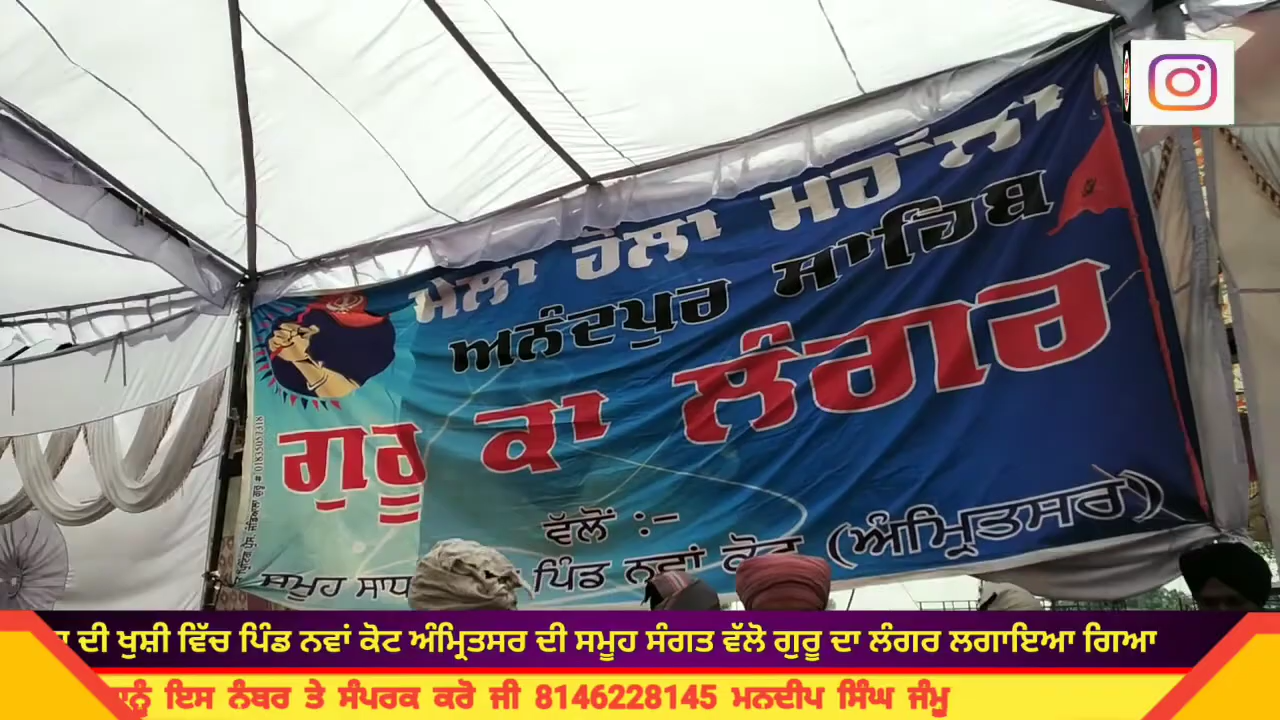 ਮੇਲਾ ਹੋਲਾ ਮਹੱਲਾ
ਅਨੰਦਪੁਰ ਸਾਹਿਬ
ਗੁਰੂ ਕਾ ਲੰਗਰ
ਵੱਲੋਂ :-
ਸਮੂਹ ਸਾਧ ਪਿੰਡ ਨਵਾਂ ਕੋਟ (ਅੰਮ੍ਰਿਤਸਰ)
ਦੀ ਖੁਸ਼ੀ ਵਿੱਚ ਪਿੰਡ ਨਵਾਂ ਕੋਟ ਅੰਮ੍ਰਿਤਸਰ ਦੀ ਸਮੂਹ ਸੰਗਤ ਵੱਲੋ ਗੁਰੂ ਦਾ ਲੰਗਰ ਲਗਾਇਆ ਗਿਆ
ਇਸ ਨੰਬਰ ਤੇ ਸੰਪਰਕ ਕਰੋ ਜੀ 8146228145 ਮਨਦੀਪ ਸਿੰਘ ਜੰਮੂ